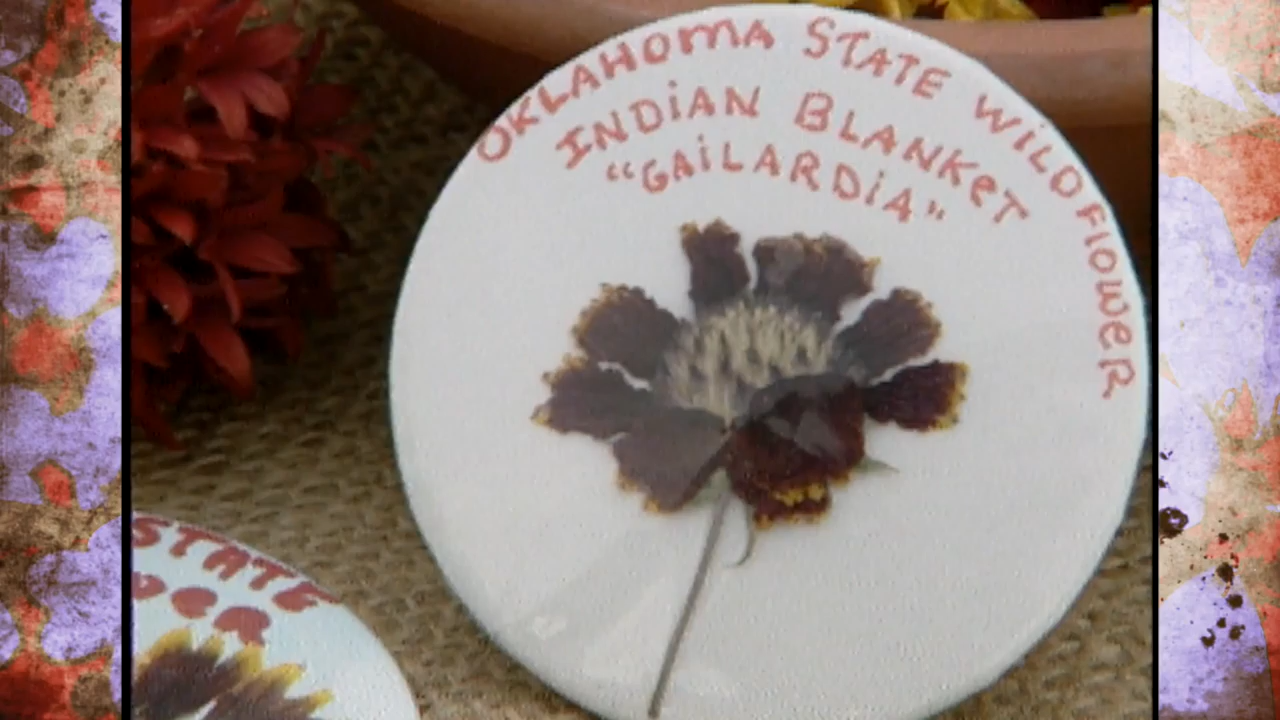 OKLAHOMA STATE WILDFLOWER
INDIAN BLANKET
"GAILARDIA"
STATE